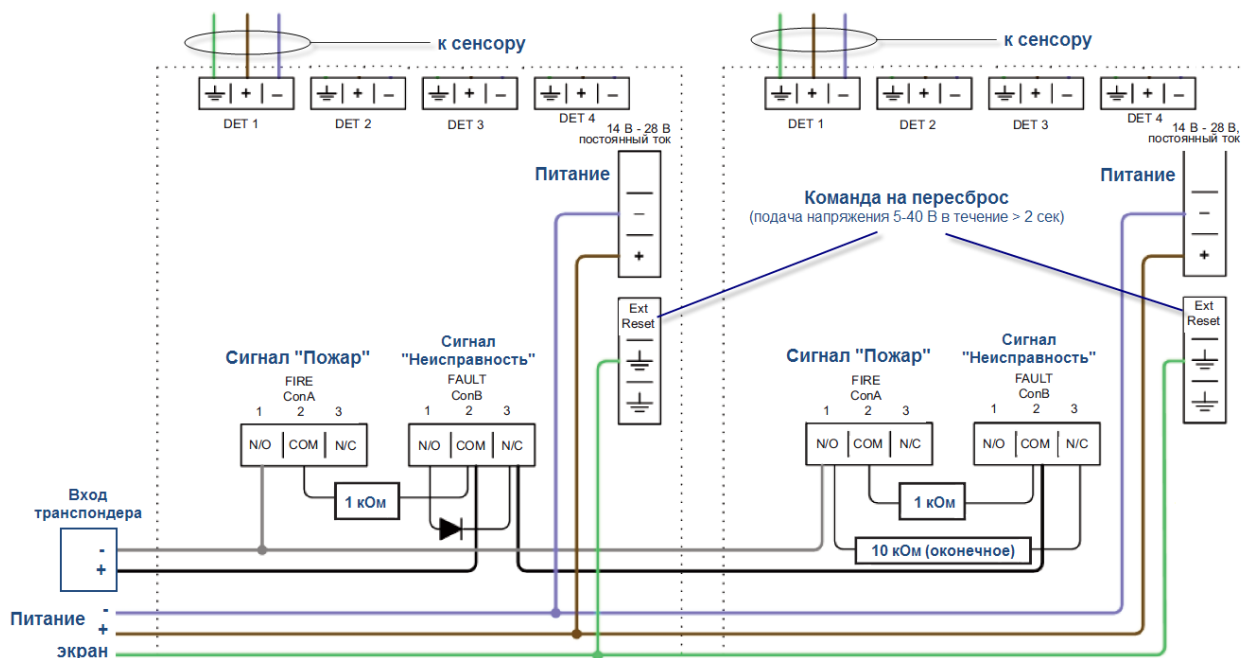 к сенсору
к сенсору
+ −
+ −
+ −
+ −
+ −
+ −
+ −
+ −
DET 1
DET 2
DET 3
DET 4
DET 1
DET 2
DET 3
DET 4
14 В - 28 В
постоянный ток
14 В - 28 В,
постоянный ток
Питание
Питание
−
+
−
+
Команда на пересброс
(подача напряжения 5-40 В в течение > 2 сек)
Ext
Reset
Ext
Reset
Сигнал "Пожар"
FIRE
ConA
1 2 3
N/O COM N/C
Сигнал
"Неисправность"
FAULT
ConB
1 2 3
N/O COM N/C
Сигнал "Пожар"
FIRE
ConA
1 2 3
N/O COM N/C
Сигнал
"Неисправность"
FAULT
ConB
1 2 3
N/O COM N/C
1 кОм
1 кОм
10 кОм (оконечное)
Вход
транспондера
-
+
Питание
-
+
экран